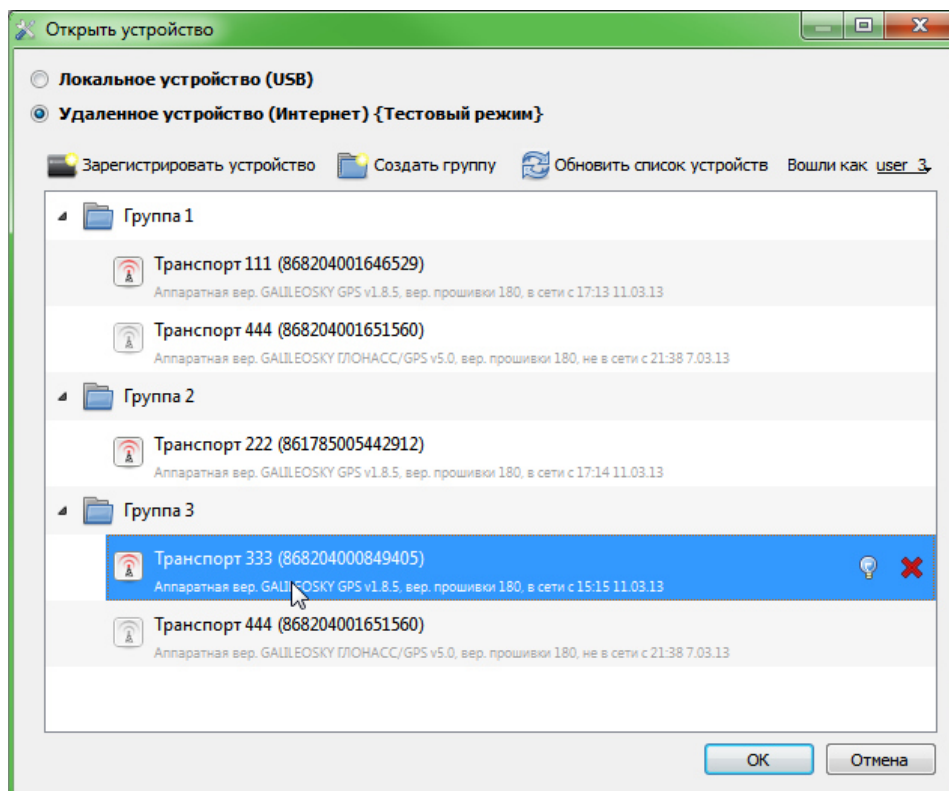 Открыть устройство
Локальное устройство (USB)
Удаленное устройство (Интернет) {Тестовый режим}
Зарегистрировать устройство Создать группу Обновить список устройств Вошли как user_3
Группа 1
Транспорт 111 (868204001646529)
Аппаратная вер. GALILEOSKY GPS v1.8.5, вер. прошивки 180, в сети с 17:13 11.03.13
Транспорт 444 (868204001651560)
Аппаратная вер. GALILEOSKY ГЛОНАСС/GPS v5.0, вер. прошивки 180, не в сети с 21:38 7.03.13
Группа 2
Транспорт 222 (861785005442912)
Аппаратная вер. GALILEOSKY GPS v1.8.5, вер. прошивки 180, в сети с 17:14 11.03.13
Группа 3
Транспорт 333 (868204000849405)
Аппаратная вер. GALILEOSKY GPS v1.8.5, вер. прошивки 180, в сети с 15:15 11.03.13
Транспорт 444 (868204001651560)
Аппаратная вер. GALILEOSKY ГЛОНАСС/GPS v5.0, вер. прошивки 180, не в сети с 21:38 7.03.13
OK Отмена